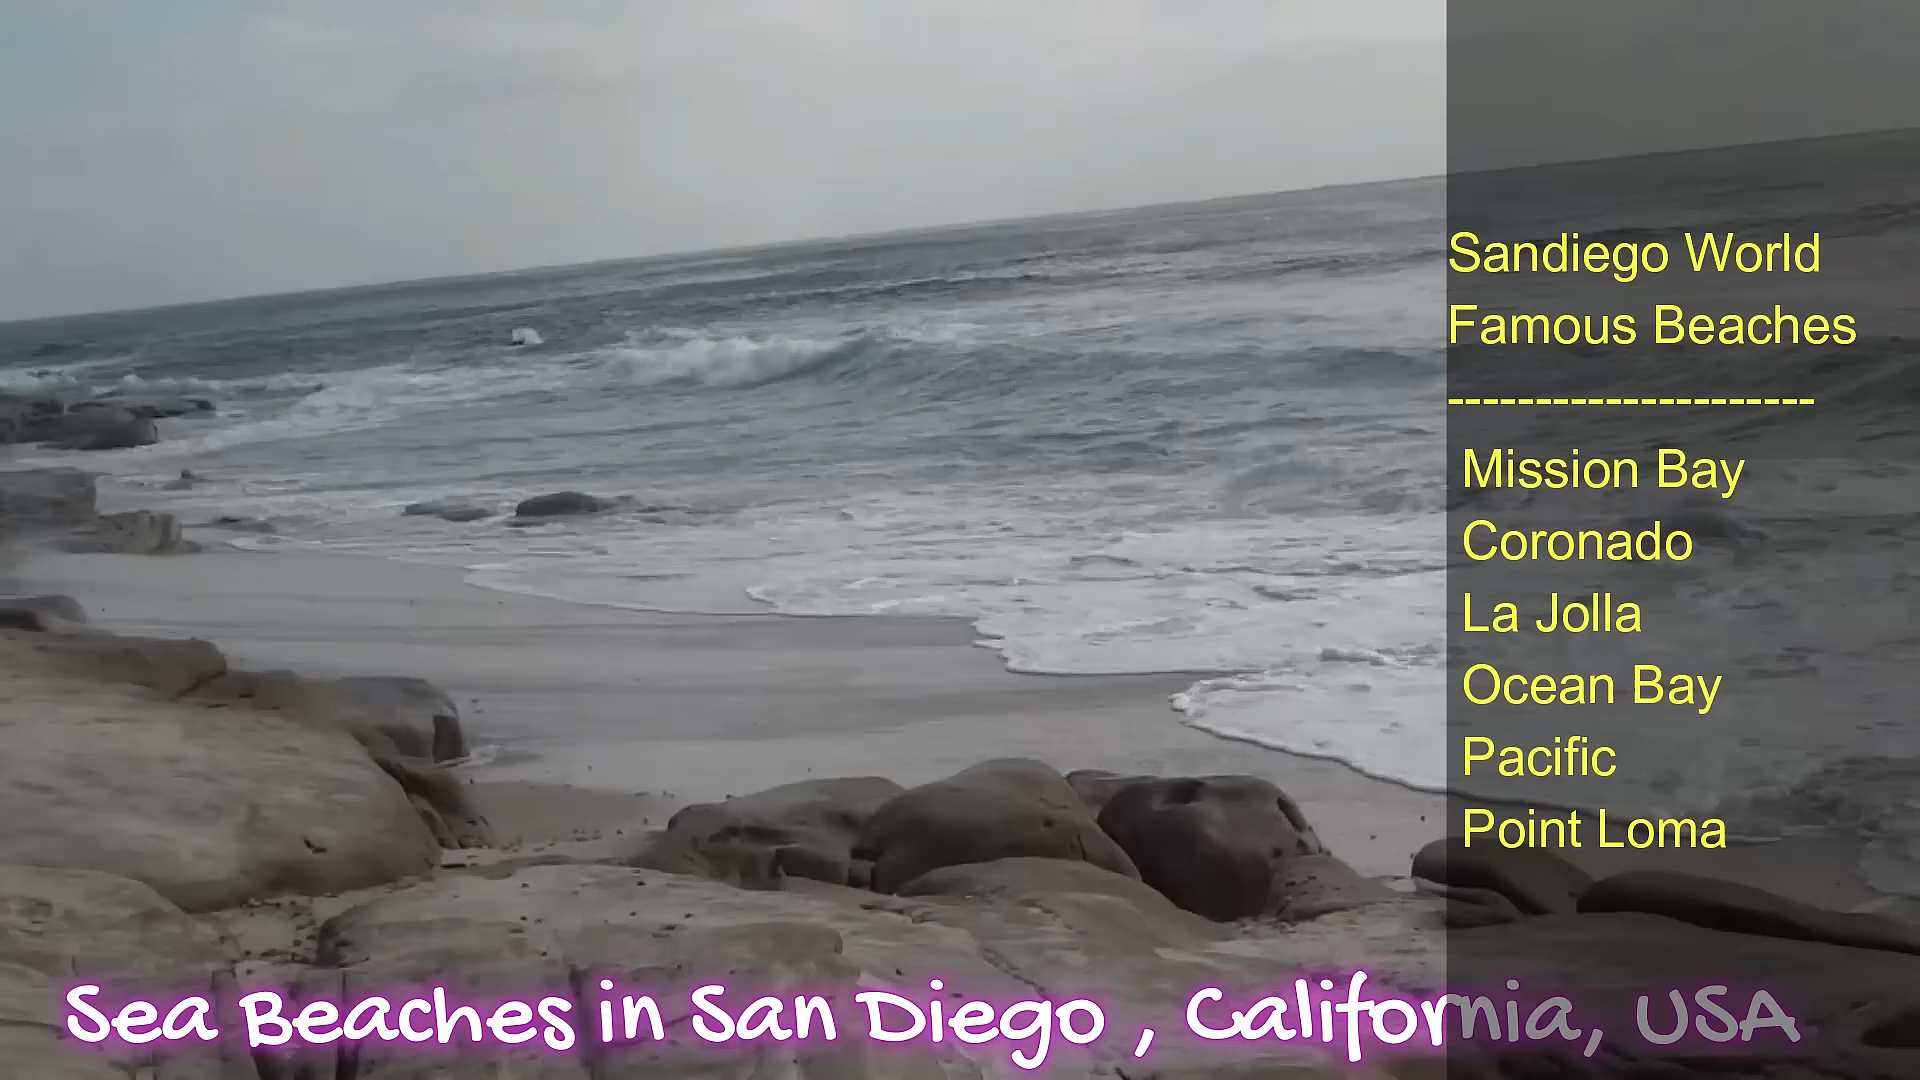 Sandiego World
Famous Beaches
---------------------
Mission Bay
Coronado
La Jolla
Ocean Bay
Pacific
Point Loma
Sea Beaches in San Diego , California, USA